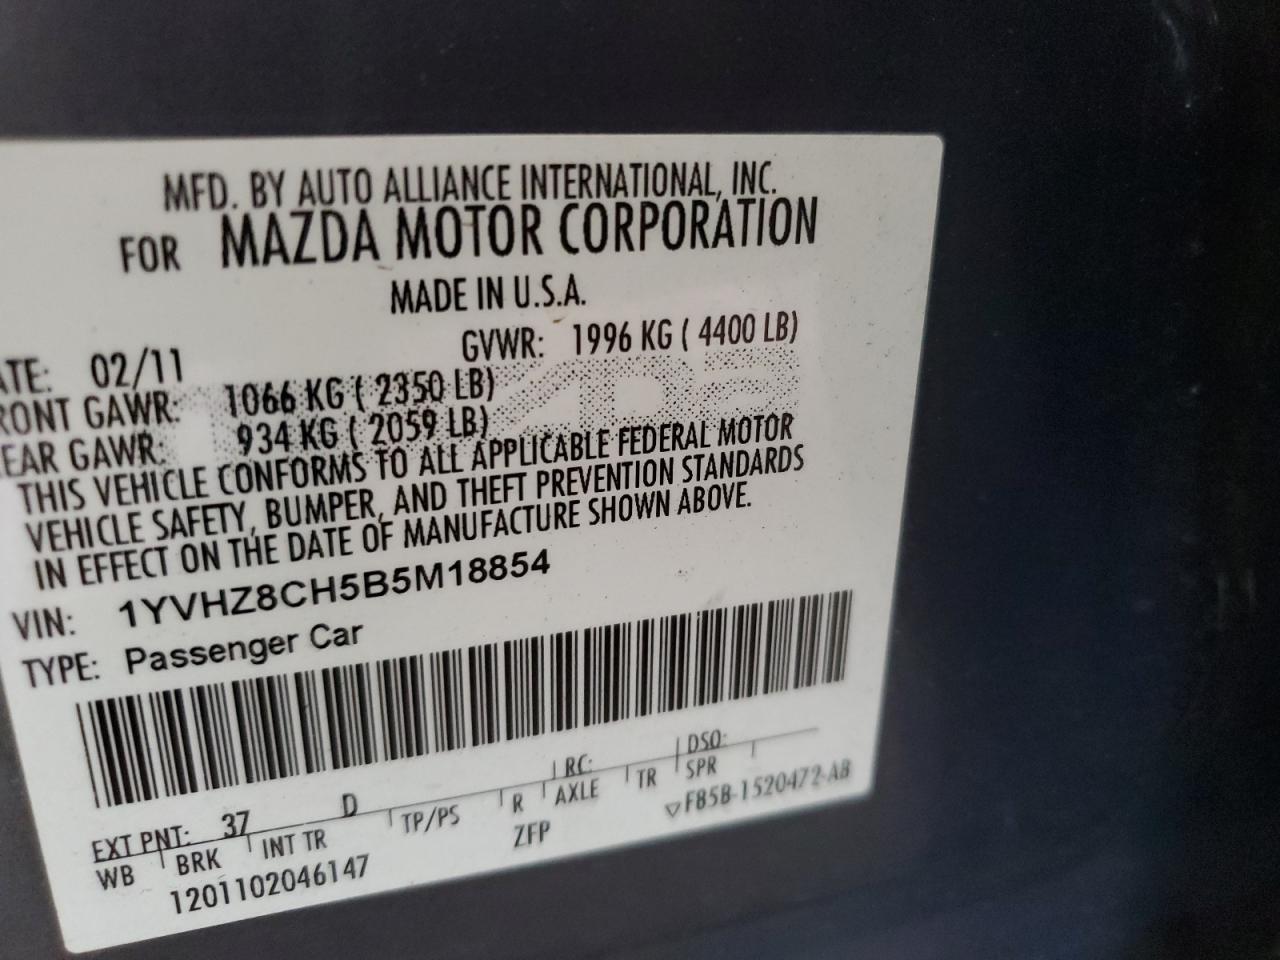 MFD. BY AUTO ALLIANCE INTERNATIONAL, INC.
FOR MAZDA MOTOR CORPORATION
MADE IN U.S.A.
ATE: 02/11 GVWR: 1996 KG ( 4400 LB)
RONT GAWR: 1066 KG ( 2350 LB)
EAR GAWR: 934 KG ( 2059 LB)
THIS VEHICLE CONFORMS TO ALL APPLICABLE FEDERAL MOTOR
VEHICLE SAFETY, BUMPER, AND THEFT PREVENTION STANDARDS
IN EFFECT ON THE DATE OF MANUFACTURE SHOWN ABOVE.
VIN: 1YVHZ8CH5B5M18854
TYPE: Passenger Car
EXT PNT: 37 D RC: DSO:
WB BRK INT TR TP/PS R AXLE TR SPR
ZFP ▽F85B-1520472-AB
1201102046147